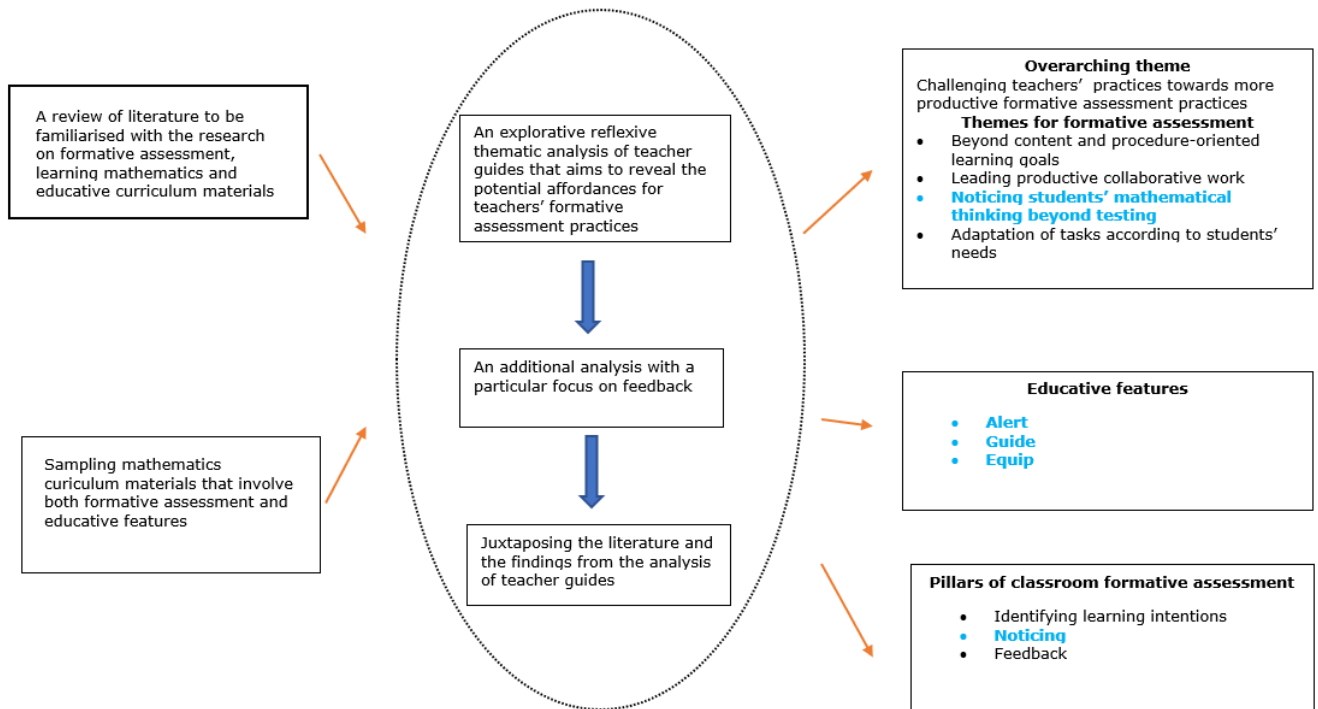 A review of literature to be
familiarised with the research
on formative assessment,
learning mathematics and
educative curriculum materials
Sampling mathematics
curiculum materials that involve
both formative assessment and
educative features
An explorative reflexive
thematic analysis of teacher
guides that aims to reveal the
potential affordances for
teachers’ formative
assessment practices
An additional analysis with a
particular focus on feedback
Juxtaposing the literature and
the findings from the analysis
of teacher guides
Overarching theme
Challenging teachers’ practices towards more
productive formative assessment practices
Themes for formative assessment
• Beyond content and procedure-oriented
learning goals
• Leading productive collaborative work
• Noticing students’ mathematical
thinking beyond testing
• Adaptation of tasks according to students’
needs
Educative features
• Alert
• Guide
• Equip
Pillars of classroom formative assessment
• Identifying learning intentions
• Noticing
• Feedback